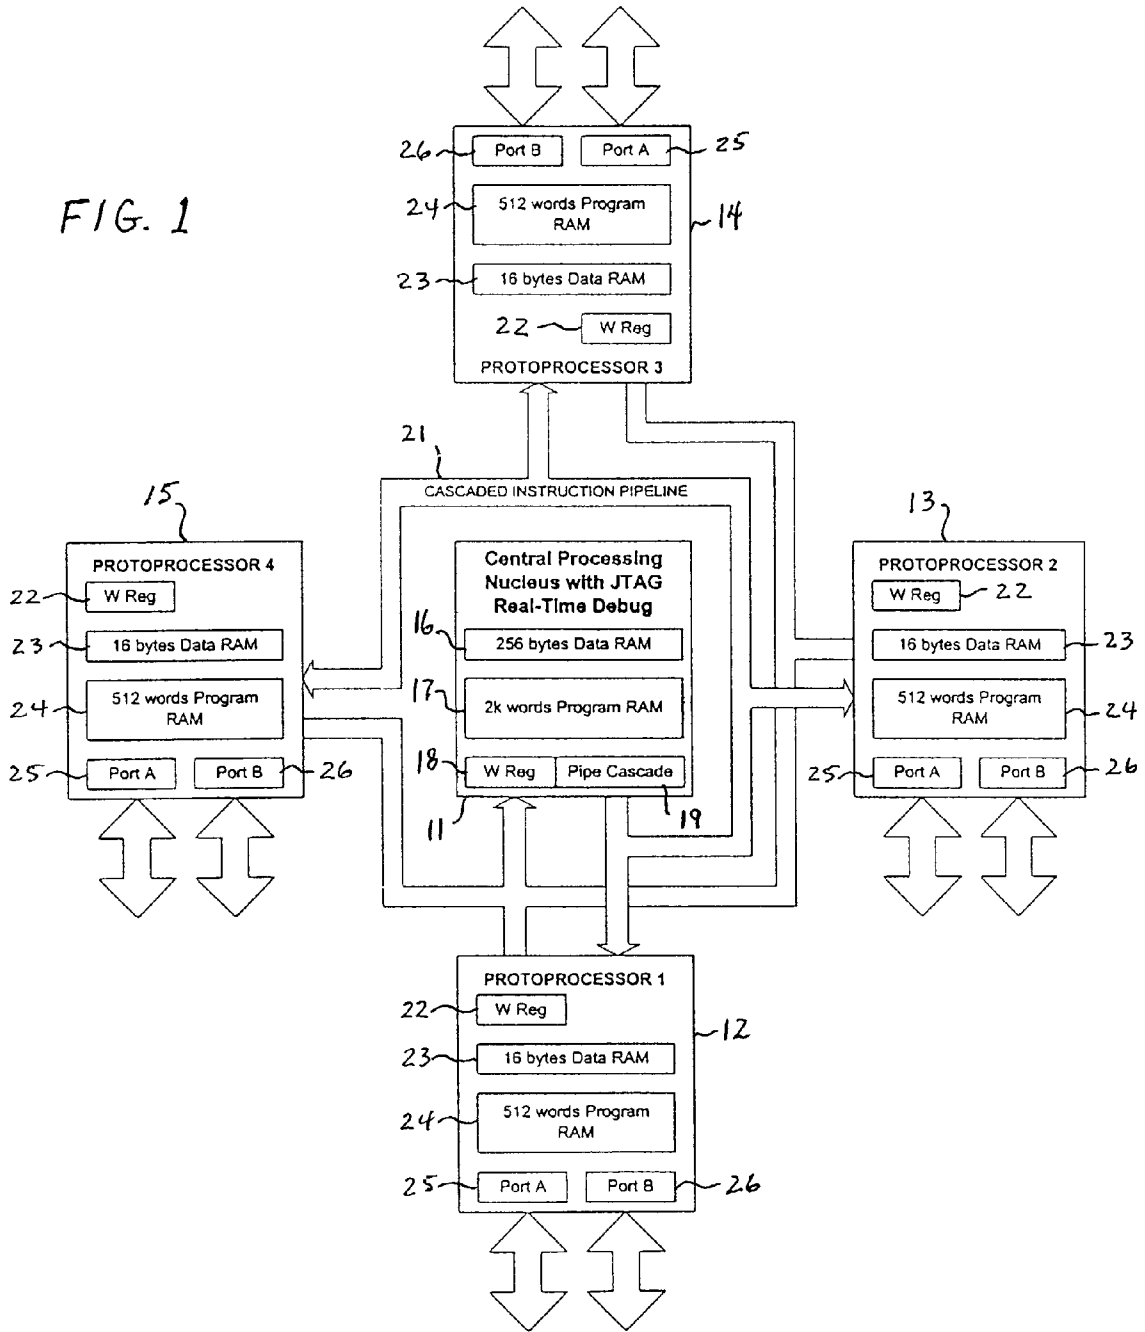 26 Port B Port A 25
FIG. 1
24 512 words Program
RAM
14
23 16 bytes Data RAM
22 W Reg
PROTOPROCESSOR 3
21
CASCADED INSTRUCTION PIPELINE
15
PROTOPROCESSOR 4
22 W Reg
23 16 bytes Data RAM
24 512 words Program
RAM
25 Port A Port B 26
Central Processing
Nucleus with JTAG
Real-Time Debug
16 256 bytes Data RAM
17 2k words Program RAM
18 W Reg Pipe Cascade
11 19
13
PROTOPROCESSOR 2
W Reg 22
16 bytes Data RAM 23
512 words Program
RAM 24
25 Port A Port B 26
PROTOPROCESSOR 1
22 W Reg
12
23 16 bytes Data RAM
24 512 words Program
RAM
25 Port A Port B 26